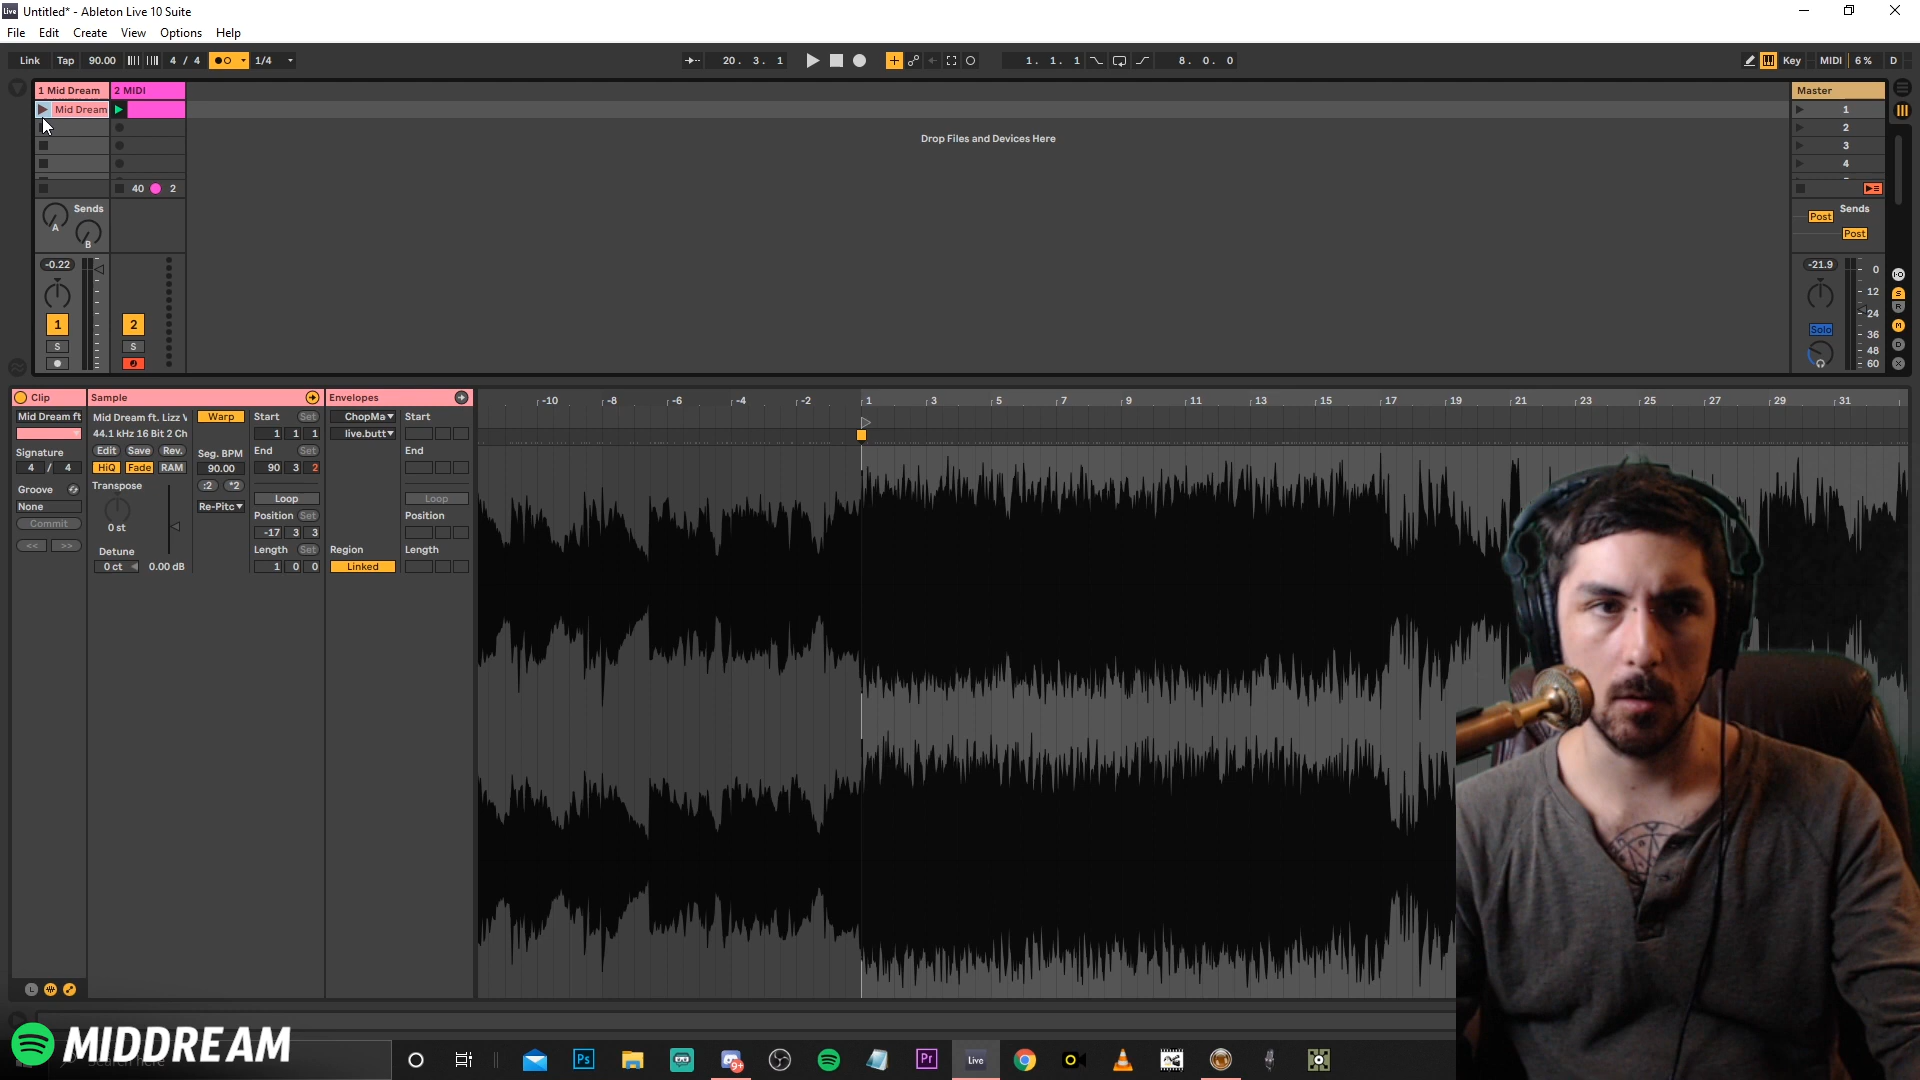 Untitled* - Ableton Live 10 Suite
File Edit Create View Options Help
Link Tap 90.00 4 / 4 1/4 20. 3. 1 1. 1. 1 8. 0. 0 Key MIDI 6 % D
1 Mid Dream 2 MIDI Master
Mid Dream 1
2
Drop Files and Devices Here
3
4
40 2
Sends Sends
A B Post Post
-0.22 -21.9 0
12
24
36
48
60
1 2 Solo
S S
S R M D
Clip Sample Envelopes
Mid Dream ft Mid Dream ft. Lizz V Warp Start Set ChopMa Start
44.1 kHz 16 Bit 2 Ch 1 1 1 live.butt
Signature Edit Save Rev. Seg. BPM End Set End
4 / 4 HiQ Fade RAM 90.00 90 3 2
Groove Transpose :2 *2 Loop Loop
None Re-Pitc Position Set Position
Commit 0 st -17 3 3
<< >> Detune Length Set Region Length
0 ct 0.00 dB 1 0 0 Linked
-10 -8 -6 -4 -2 1 3 5 7 9 11 13 15 17 19 21 23 25 27 29 31
L
MIDDREAM
Ps 9+ Pr Live